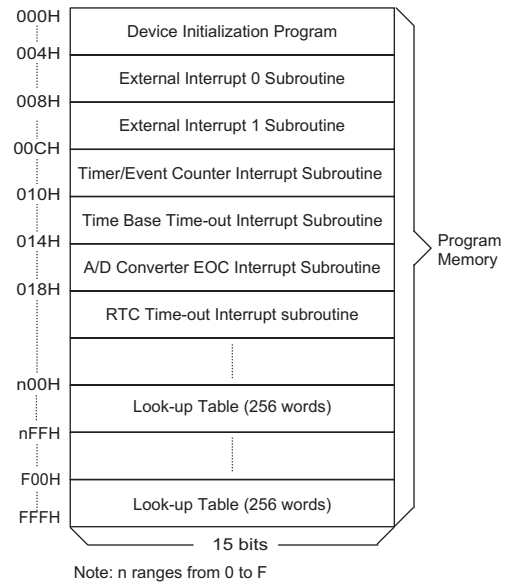 000H
Device Initialization Program
004H
External Interrupt 0 Subroutine
008H
External Interrupt 1 Subroutine
00CH
Timer/Event Counter Interrupt Subroutine
010H
Time Base Time-out Interrupt Subroutine
014H
A/D Converter EOC Interrupt Subroutine
018H
RTC Time-out Interrupt subroutine
Program
Memory
n00H
Look-up Table (256 words)
nFFH
F00H
Look-up Table (256 words)
FFFH
15 bits
Note: n ranges from 0 to F